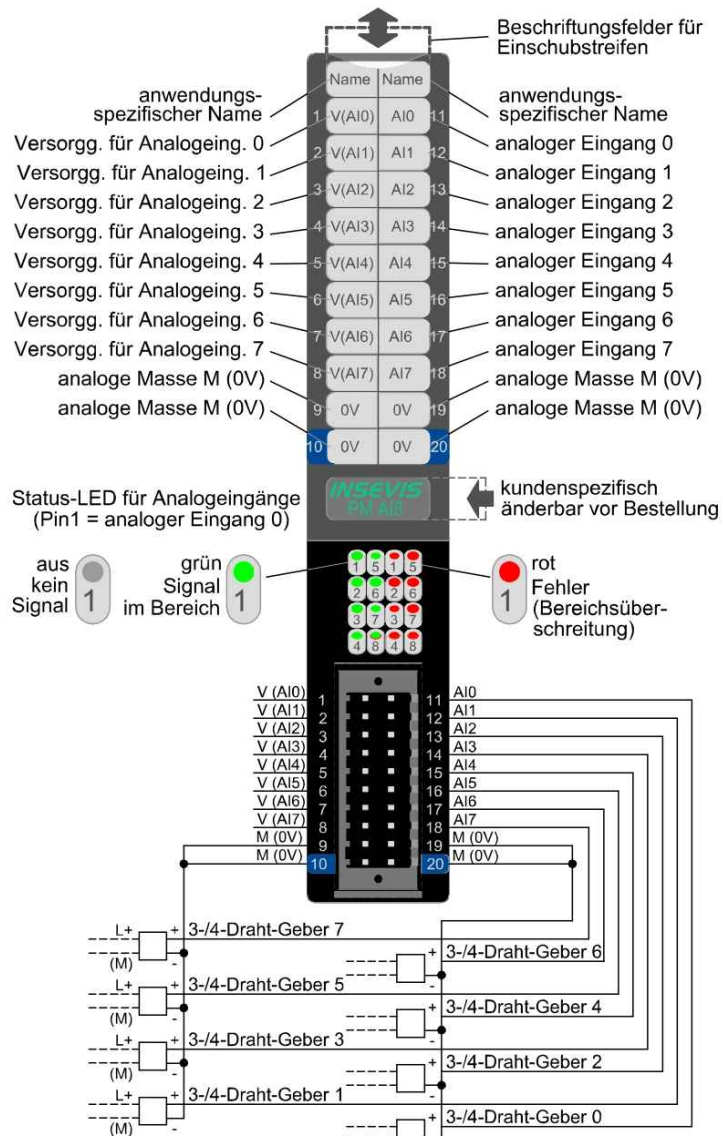 Beschriftungsfelder für
Einschubstreifen
Name Name
anwendungs-
spezifischer Name
anwendungs-
spezifischer Name
Versorgg. für Analogeing. 0 1 V(AI0) AI0 11 analoger Eingang 0
Versorgg. für Analogeing. 1 2 V(AI1) AI1 12 analoger Eingang 1
Versorgg. für Analogeing. 2 3 V(AI2) AI2 13 analoger Eingang 2
Versorgg. für Analogeing. 3 4 V(AI3) AI3 14 analoger Eingang 3
Versorgg. für Analogeing. 4 5 V(AI4) AI4 15 analoger Eingang 4
Versorgg. für Analogeing. 5 6 V(AI5) AI5 16 analoger Eingang 5
Versorgg. für Analogeing. 6 7 V(AI6) AI6 17 analoger Eingang 6
Versorgg. für Analogeing. 7 8 V(AI7) AI7 18 analoger Eingang 7
analoge Masse M (0V) 9 0V 0V 19 analoge Masse M (0V)
analoge Masse M (0V) 10 0V 0V 20 analoge Masse M (0V)
INSEVIS
PM AI8
kundenspezifisch
änderbar vor Bestellung
Status-LED für Analogeingänge
(Pin1 = analoger Eingang 0)
aus
kein
Signal
1
grün
Signal
im Bereich
1
1 5 1 5
2 6 2 6
3 7 3 7
4 8 4 8
1
rot
Fehler
(Bereichsüber-
schreitung)
V (AI0) 1 11 AI0
V (AI1) 2 12 AI1
V (AI2) 3 13 AI2
V (AI3) 4 14 AI3
V (AI4) 5 15 AI4
V (AI5) 6 16 AI5
V (AI6) 7 17 AI6
V (AI7) 8 18 AI7
M (0V) 9 19 M (0V)
M (0V) 10 20 M (0V)
L+ + 3-/4-Draht-Geber 7
(M) -
+ 3-/4-Draht-Geber 6
-
L+ + 3-/4-Draht-Geber 5
(M) -
+ 3-/4-Draht-Geber 4
-
L+ + 3-/4-Draht-Geber 3
(M) -
+ 3-/4-Draht-Geber 2
-
L+ + 3-/4-Draht-Geber 1
(M) -
+ 3-/4-Draht-Geber 0